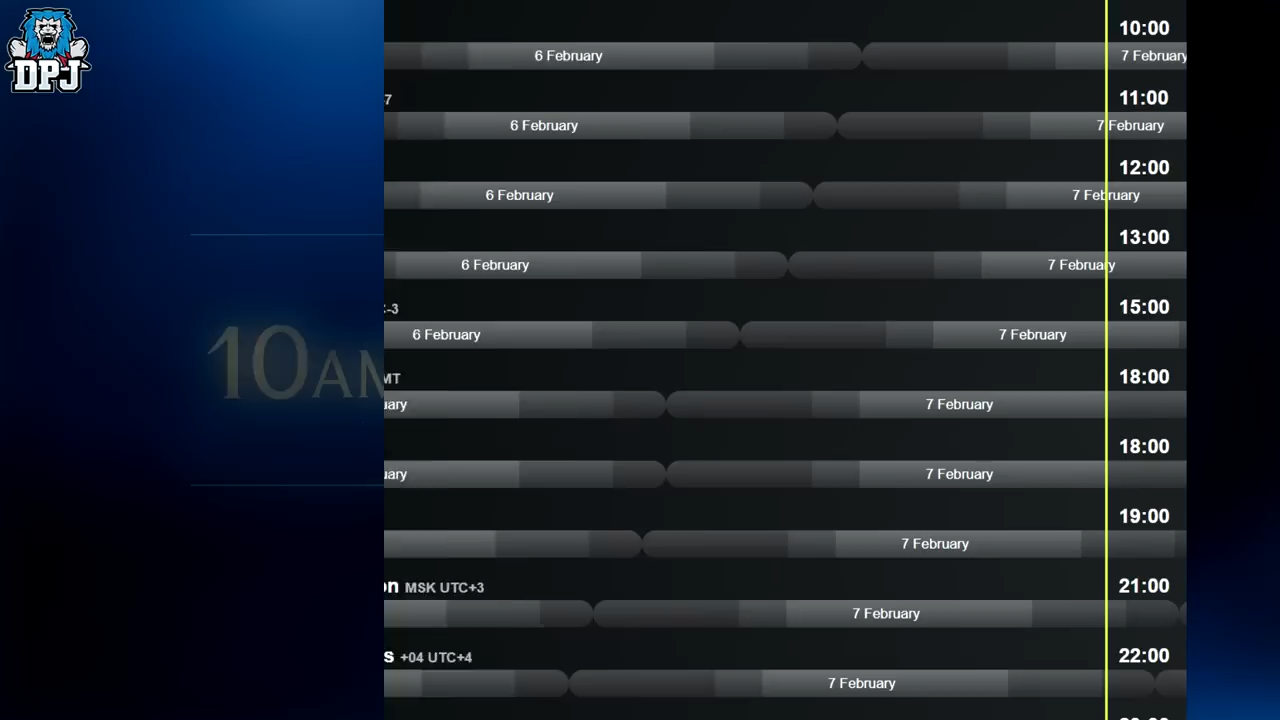 DPJ
10:00
6 February 7 February
-7 11:00
6 February 7 February
12:00
6 February 7 February
13:00
6 February 7 February
-3 15:00
6 February 7 February
10AM
MT 18:00
uary 7 February
18:00
uary 7 February
19:00
7 February
on MSK UTC+3 21:00
7 February
s +04 UTC+4 22:00
7 February